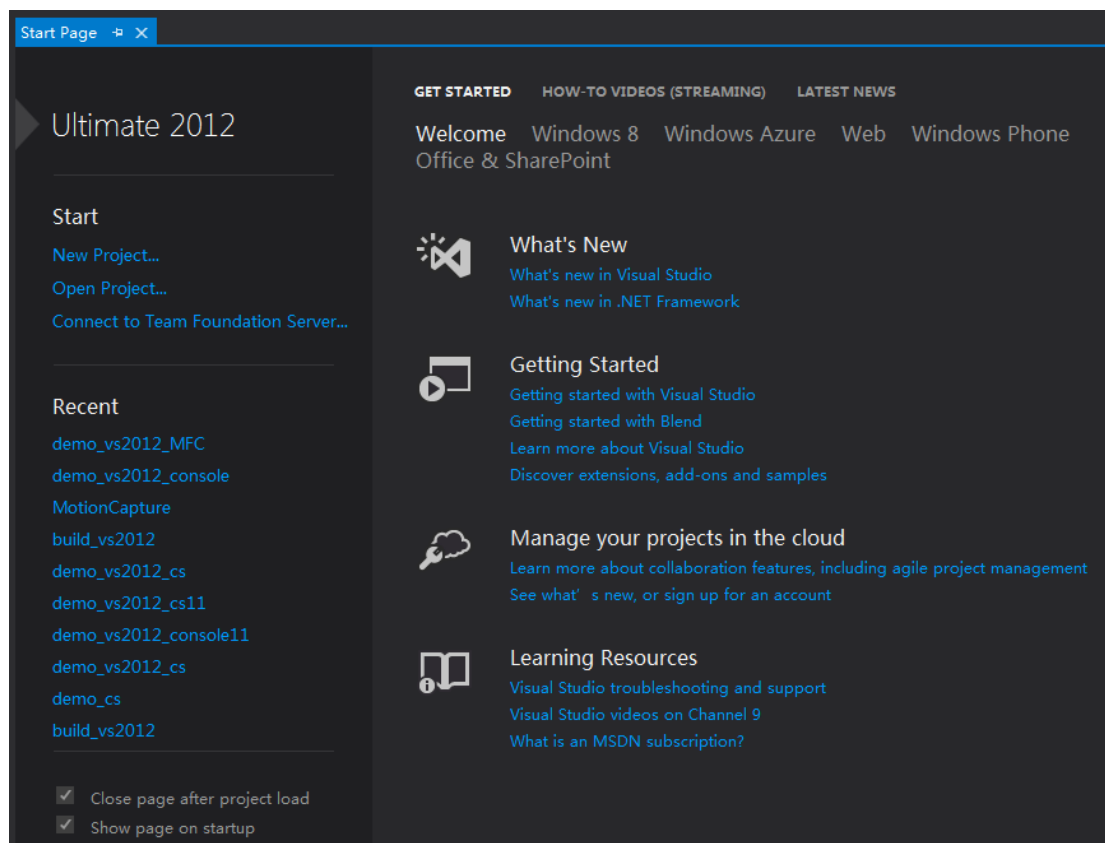 Start Page
Ultimate 2012
Start
New Project...
Open Project...
Connect to Team Foundation Server...
Recent
demo_vs2012_MFC
demo_vs2012_console
MotionCapture
build_vs2012
demo_vs2012_cs
demo_vs2012_cs11
demo_vs2012_console11
demo_vs2012_cs
demo_cs
build_vs2012
Close page after project load
Show page on startup
GET STARTED HOW-TO VIDEOS (STREAMING) LATEST NEWS
Welcome Windows 8 Windows Azure Web Windows Phone
Office & SharePoint
What's New
What's new in Visual Studio
What's new in .NET Framework
Getting Started
Getting started with Visual Studio
Getting started with Blend
Learn more about Visual Studio
Discover extensions, add-ons and samples
Manage your projects in the cloud
Learn more about collaboration features, including agile project management
See what’s new, or sign up for an account
Learning Resources
Visual Studio troubleshooting and support
Visual Studio videos on Channel 9
What is an MSDN subscription?